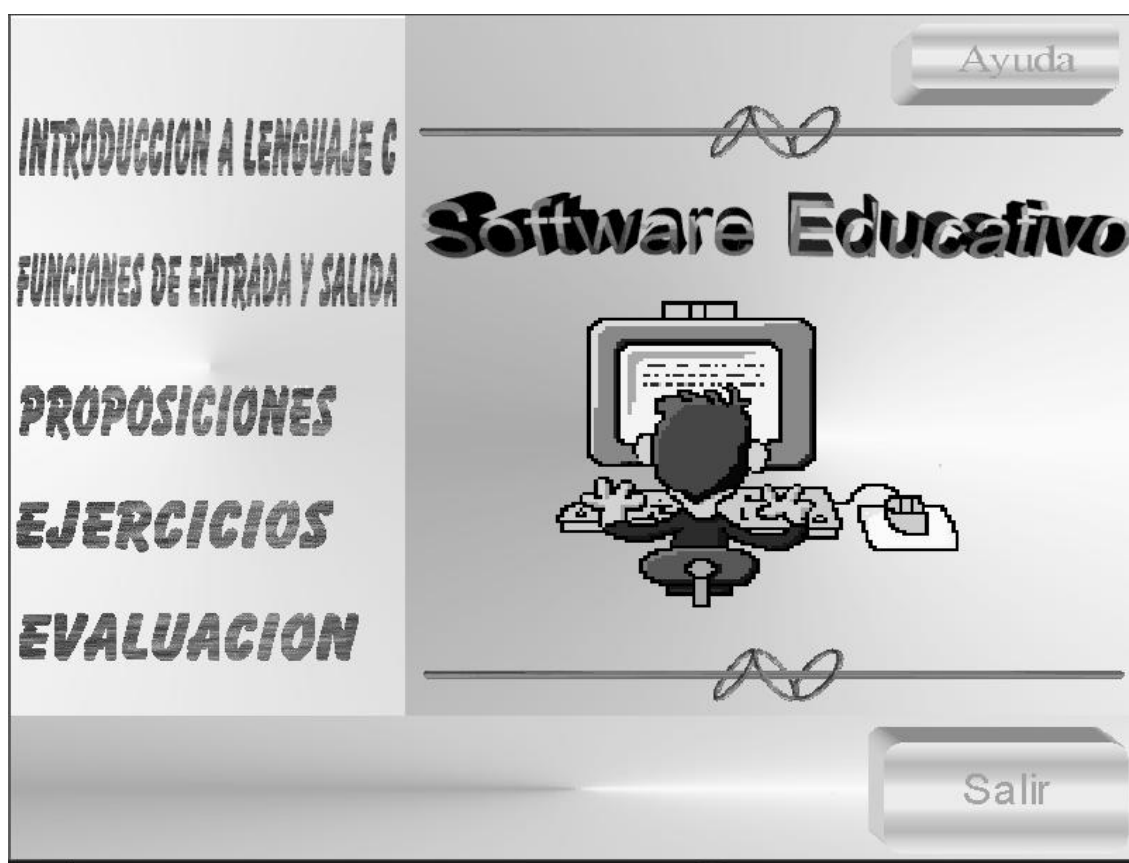 Ayuda
INTRODUCCION A LENGUAJE C
Software Educativo
FUNCIONES DE ENTRADA Y SALIDA
PROPOSICIONES
EJERCICIOS
EVALUACION
Salir